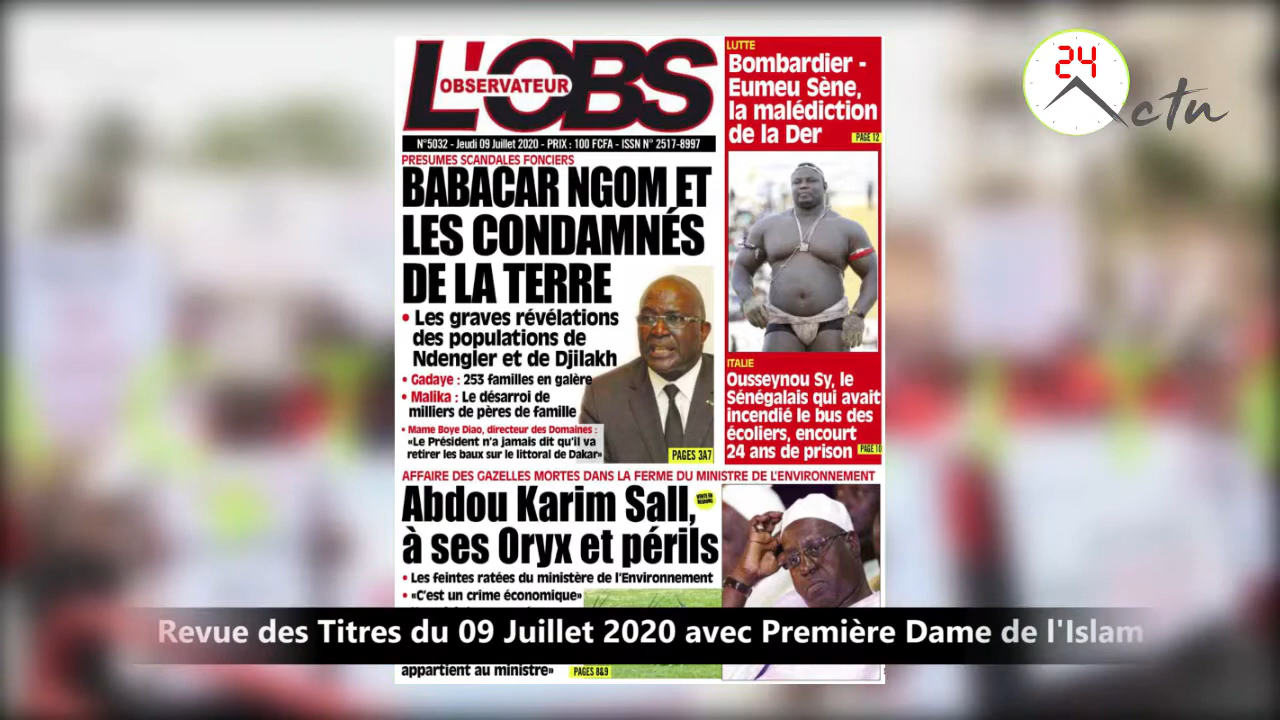 L'OBS
OBSERVATEUR
N°5032 - Jeudi 09 Juillet 2020 - PRIX : 100 FCFA - ISSN N° 2517-8997
PRESUMES SCANDALES FONCIERS
BABACAR NGOM ET
LES CONDAMNÉS
DE LA TERRE
• Les graves révélations
des populations de
Ndengler et de Djilakh
• Gadaye : 253 familles en galère
• Malika : Le désarroi de
milliers de pères de famille
• Mame Boye Diao, directeur des Domaines :
«Le Président n'a jamais dit qu'il va
retirer les baux sur le littoral de Dakar»
PAGES 3A7
LUTTE
Bombardier -
Eumeu Sène,
la malédiction
de la Der
PAGE 12
ITALIE
Ousseynou Sy, le
Sénégalais qui avait
incendié le bus des
écoliers, encourt
24 ans de prison
PAGE 10
AFFAIRE DES GAZELLES MORTES DANS LA FERME DU MINISTRE DE L'ENVIRONNEMENT
Abdou Karim Sall,
à ses Oryx et périls
• Les feintes ratées du ministère de l'Environnement
• «C'est un crime économique»
appartient au ministre»
PAGES 8&9
24
Actu
Revue des Titres du 09 Juillet 2020 avec Première Dame de l'Islam